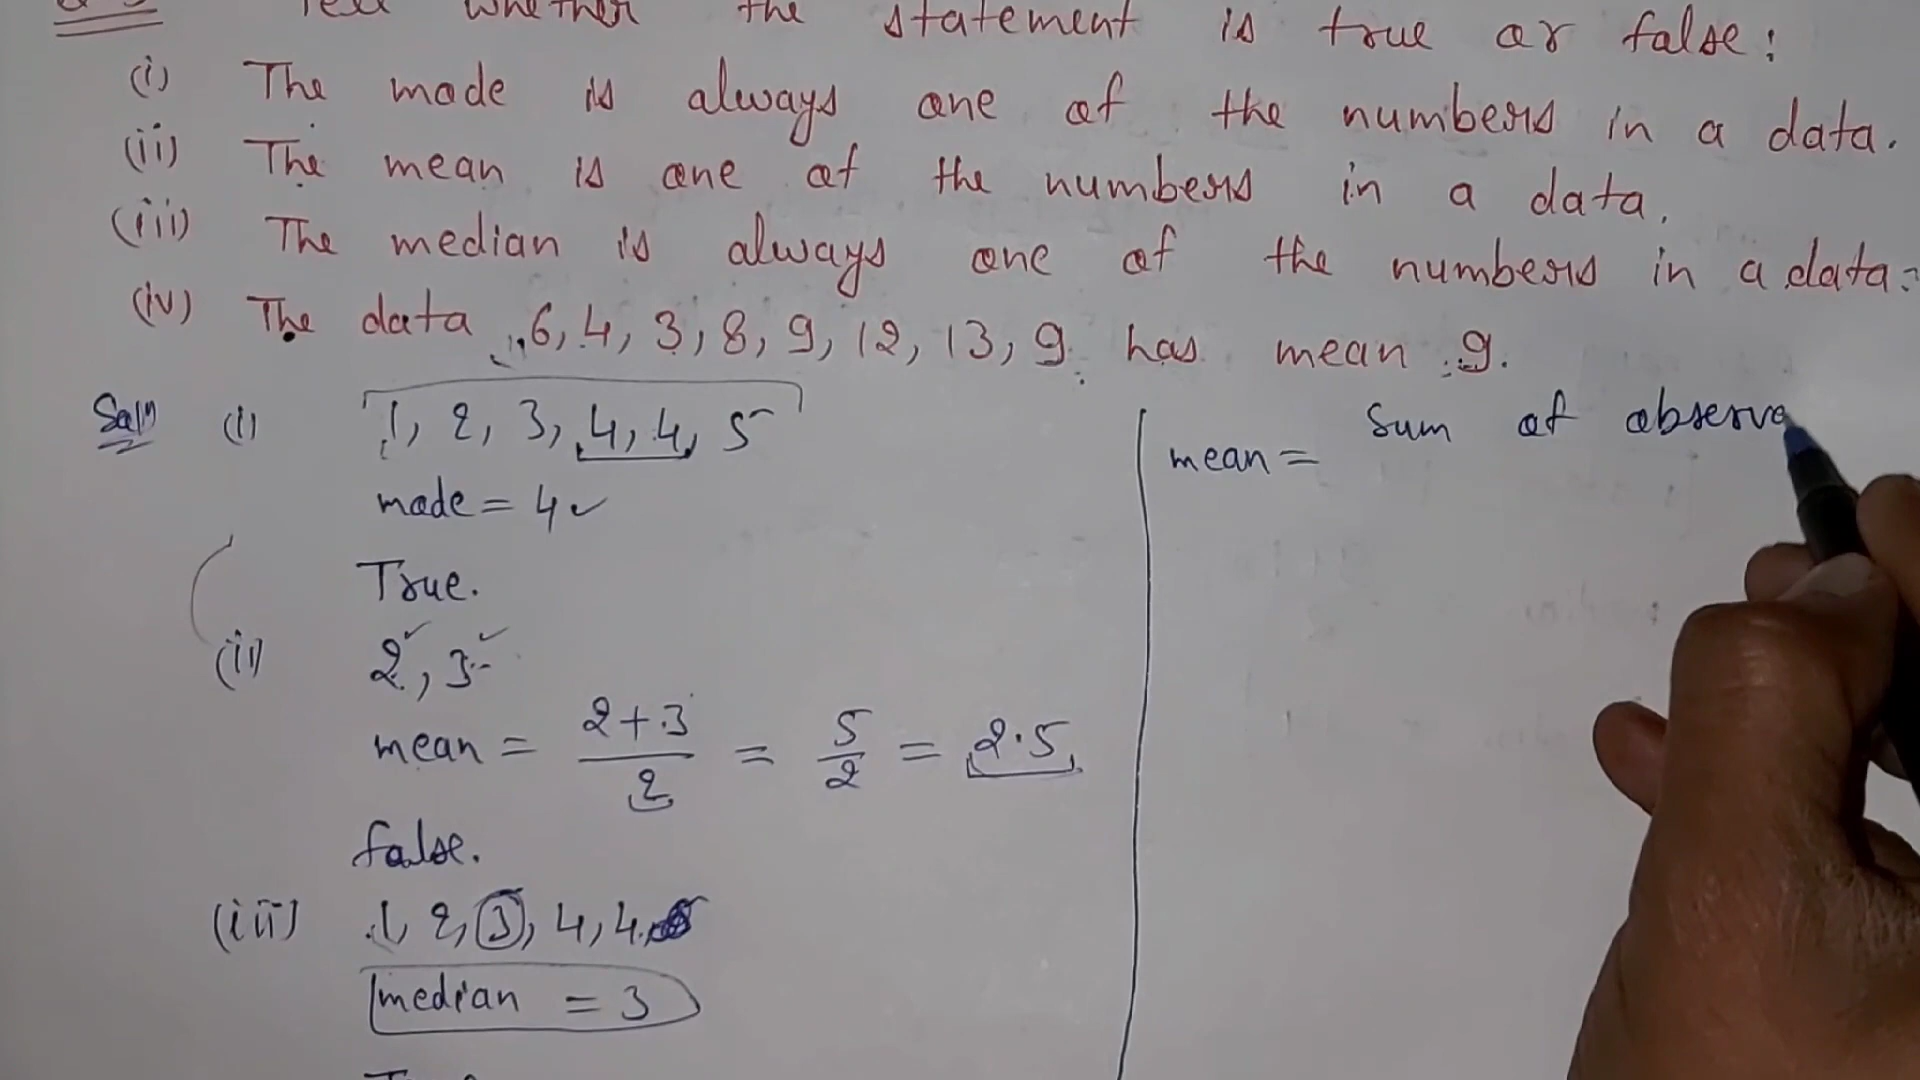 Tell whether the statement is true or false:
(i) The mode is always one of the numbers in a data.
(ii) The mean is one of the numbers in a data.
(iii) The median is always one of the numbers in a data.
(iv) The data 6, 4, 3, 8, 9, 12, 13, 9 has mean 9.
Soln (i) 1, 2, 3, 4, 4, 5
mode = 4 ✓
True.
(ii) 2, 3
mean = 2+3/2 = 5/2 = 2.5
false.
(iii) 1, 2, 3, 4, 4
median = 3
mean = Sum of observa